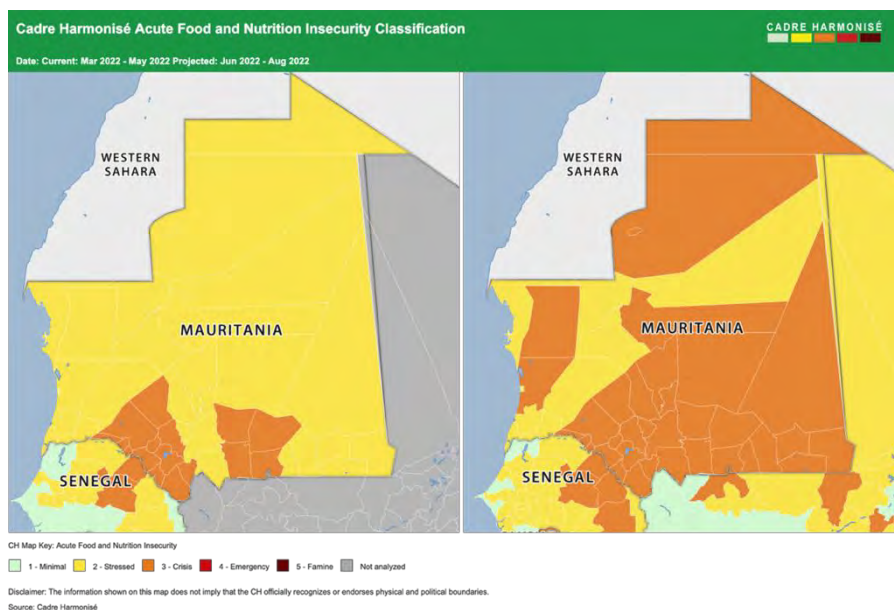 Cadre Harmonisé Acute Food and Nutrition Insecurity Classification
CADRE HARMONISÉ
Date: Current: Mar 2022 - May 2022 Projected: Jun 2022 - Aug 2022
WESTERN
SAHARA
MAURITANIA
SENEGAL
WESTERN
SAHARA
MAURITANIA
SENEGAL
CH Map Key: Acute Food and Nutrition Insecurity
1 - Minimal 2 - Stressed 3 - Crisis 4 - Emergency 5 - Famine Not analyzed
Disclaimer: The information shown on this map does not imply that the CH officially recognizes or endorses physical and political boundaries.
Source: Cadre Harmonisé